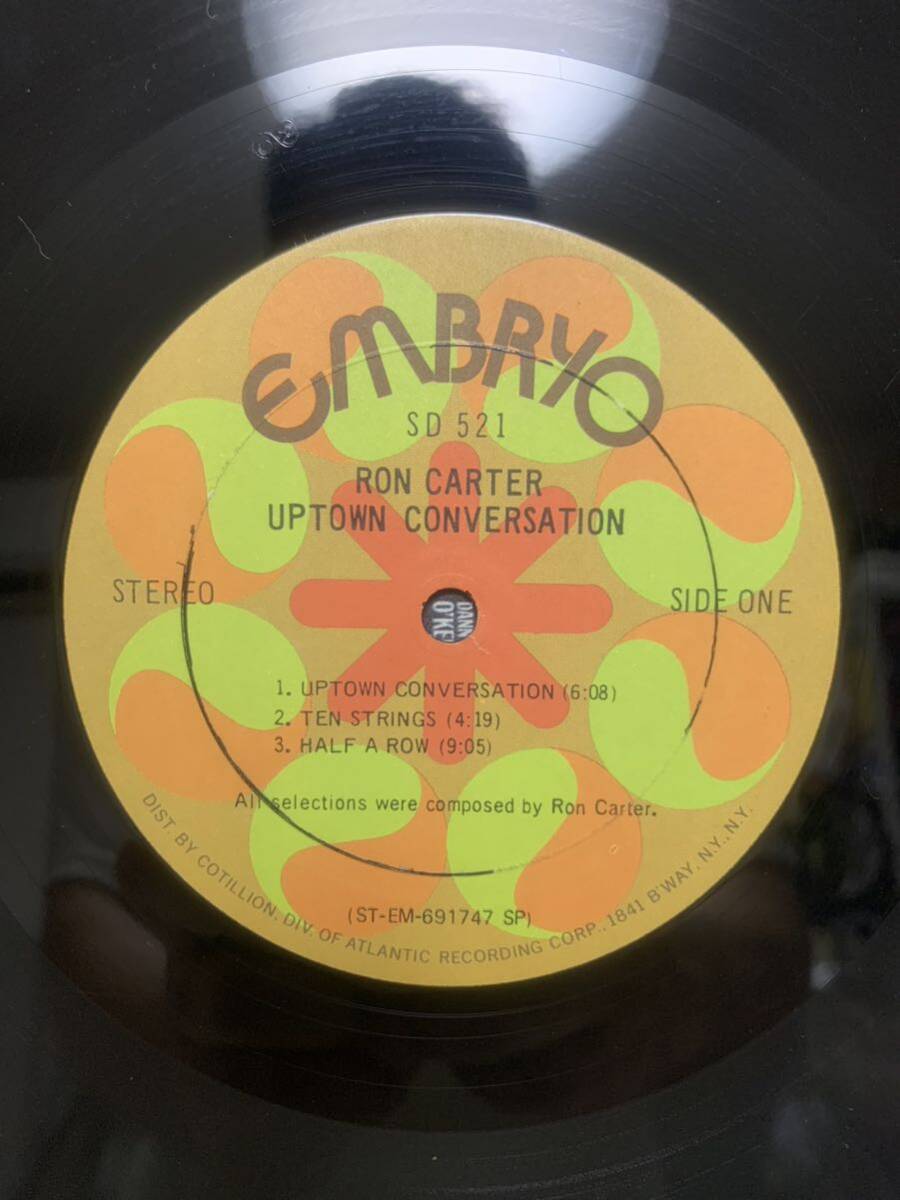 EMBRYO
SD 521
RON CARTER
UPTOWN CONVERSATION
STEREO
SIDE ONE
DANN
O'KE
1. UPTOWN CONVERSATION (6:08)
2. TEN STRINGS (4:19)
3. HALF A ROW (9:05)
All selections were composed by Ron Carter.
(ST-EM-691747 SP)
DIST. BY COTILLION, DIV. OF ATLANTIC RECORDING CORP., 1841 B'WAY, N.Y., N.Y.